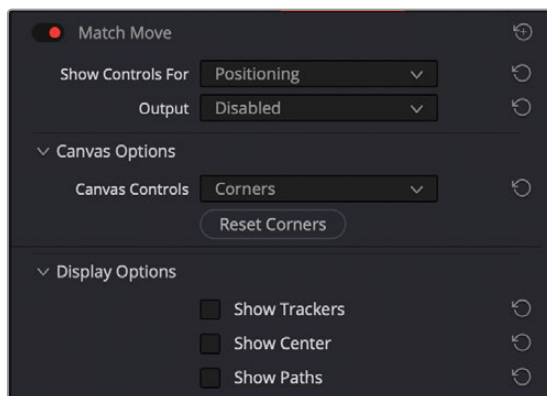 Match Move
Show Controls For Positioning
Output Disabled
Canvas Options
Canvas Controls Corners
Reset Corners
Display Options
Show Trackers
Show Center
Show Paths